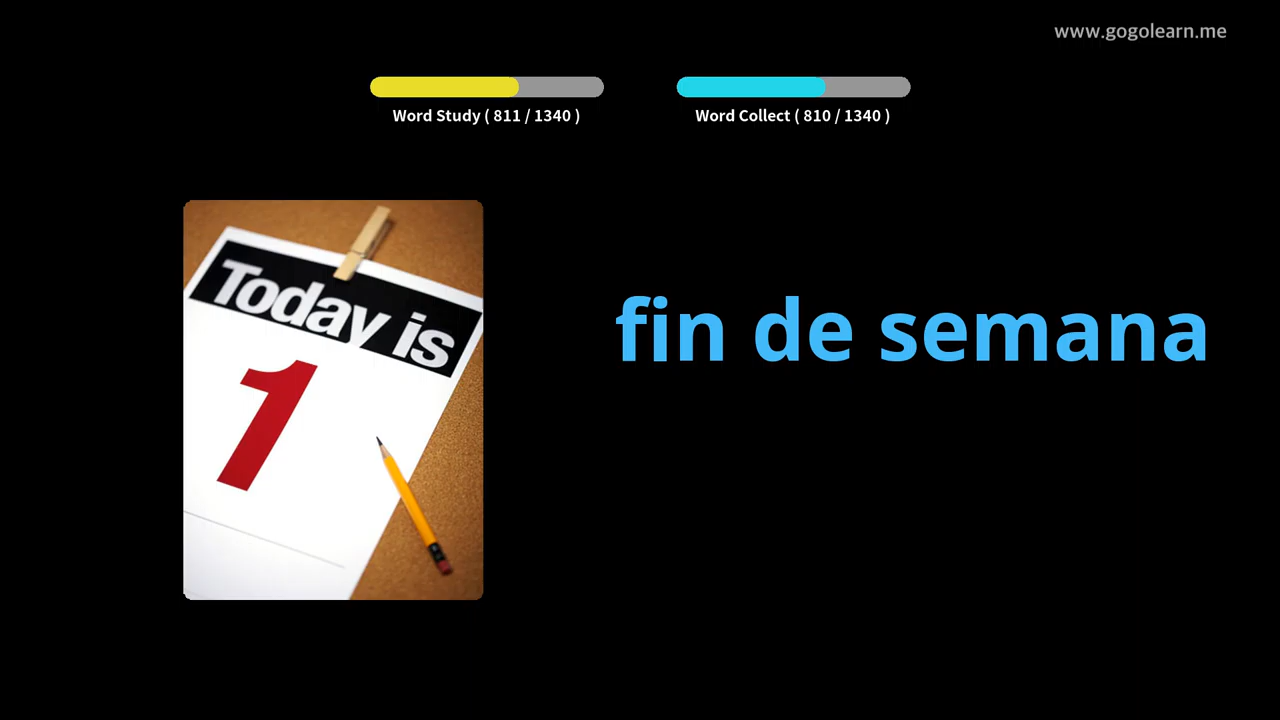 www.gogolearn.me
Word Study ( 811 / 1340 )
Word Collect ( 810 / 1340 )
Today is
1
fin de semana